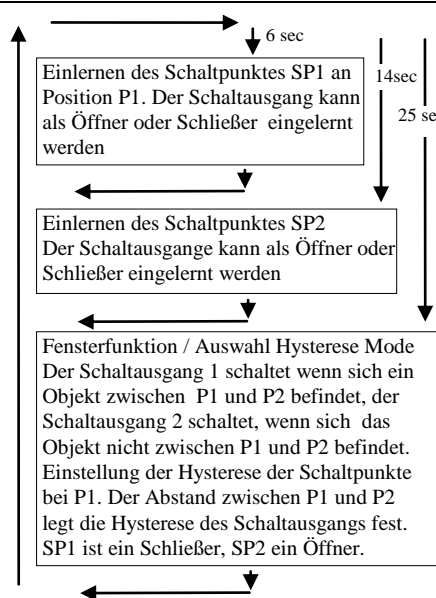 6 sec
Einlernen des Schaltpunktes SP1 an
Position P1. Der Schaltausgang kann
als Öffner oder Schließer eingelernt
werden
14sec
25 se
Einlernen des Schaltpunktes SP2
Der Schaltausgange kann als Öffner oder
Schließer eingelernt werden
Fensterfunktion / Auswahl Hysterese Mode
Der Schaltausgang 1 schaltet wenn sich ein
Objekt zwischen P1 und P2 befindet, der
Schaltausgang 2 schaltet, wenn sich das
Objekt nicht zwischen P1 und P2 befindet.
Einstellung der Hysterese der Schaltpunkte
bei P1. Der Abstand zwischen P1 und P2
legt die Hysterese des Schaltausgangs fest.
SP1 ist ein Schließer, SP2 ein Öffner.